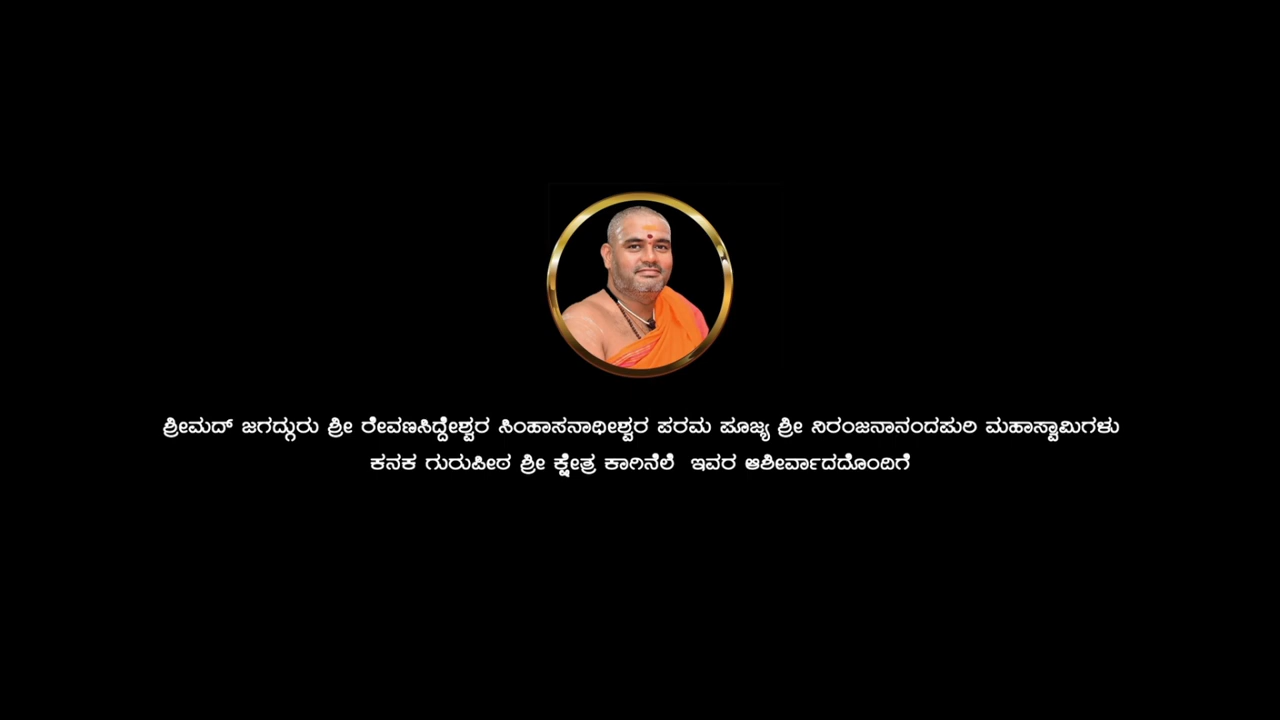 ಶ್ರೀಮದ್ ಜಗದ್ಗುರು ಶ್ರೀ ರೇವಣಸಿದ್ದೇಶ್ವರ ಸಿಂಹಾಸನಾಧೀಶ್ವರ ಪರಮ ಪೂಜ್ಯ ಶ್ರೀ ನಿರಂಜನಾನಂದಪುರಿ ಮಹಾಸ್ವಾಮಿಗಳು
ಕನಕ ಗುರುಪೀಠ ಶ್ರೀ ಕ್ಷೇತ್ರ ಕಾಗಿನೆಲೆ ಇವರ ಆಶೀರ್ವಾದದೊಂದಿಗೆ